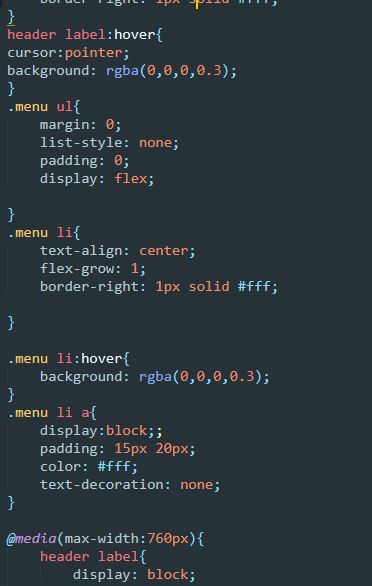 border-right: 1px solid #fff;
}
header label:hover{
cursor:pointer;
background: rgba(0,0,0,0.3);
}
.menu ul{
    margin: 0;
    list-style: none;
    padding: 0;
    display: flex;

}
.menu li{
    text-align: center;
    flex-grow: 1;
    border-right: 1px solid #fff;

}

.menu li:hover{
    background: rgba(0,0,0,0.3);
}
.menu li a{
    display:block;;
    padding: 15px 20px;
    color: #fff;
    text-decoration: none;
}

@media(max-width:760px){
    header label{
        display: block;